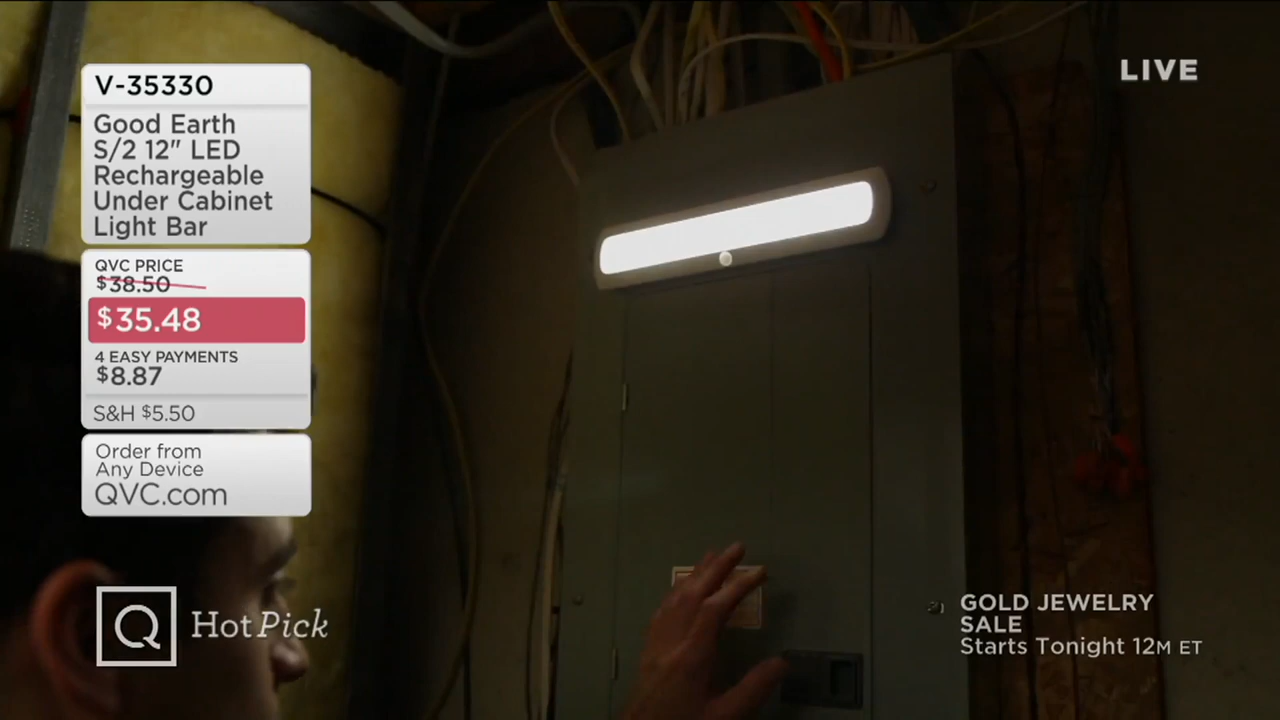 V-35330
Good Earth
S/2 12" LED
Rechargeable
Under Cabinet
Light Bar
QVC PRICE
$38.50
$35.48
4 EASY PAYMENTS
$8.87
S&H $5.50
Order from
Any Device
QVC.com
Q HotPick
LIVE
GOLD JEWELRY
SALE
Starts Tonight 12M ET